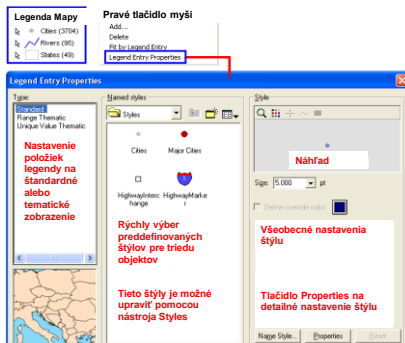 Legenda Mapy
Cities (3704)
Rivers (95)
States (49)
Pravé tlačidlo myši
Add...
Delete
Fit by Legend Entry
Legend Entry Properties
Legend Entry Properties
Type:
Standard
Range Thematic
Unique Value Thematic
Nastavenie
položiek
legendy na
štandardné
alebo
tematické
zobrazenie
Named styles
Styles
Cities
Major Cities
HighwayInterc
hange
HighwayMarke
r
Rýchly výber
preddefinovaných
štýlov pre triedu
objektov
Tieto štýly je možné
upraviť pomocou
nástroja Styles
Style
Náhľad
Size:
5.000
pt
Define override color:
Všeobecné nastavenia
štýlu
Tlačidlo Properties na
detailné nastavenie štýlu
Name Style...
Properties
Reset